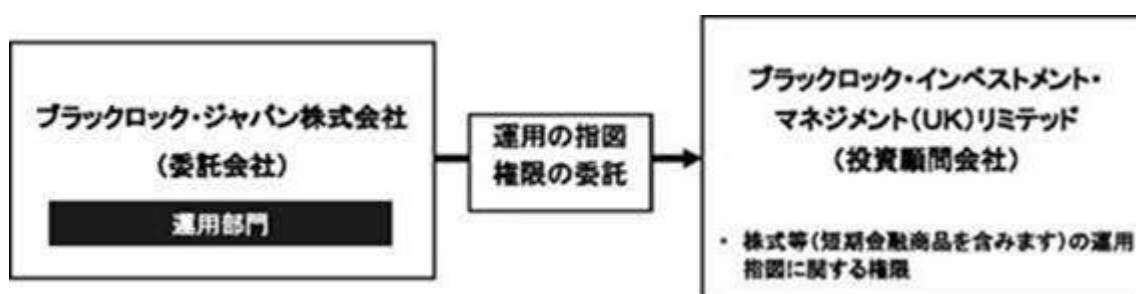 ブラックロック・ジャパン株式会社
(委託会社)
運用部門
運用の指図
権限の委託
ブラックロック・インベストメント・
マネジメント(UK)リミテッド
(投資顧問会社)
・ 株式等(短期金融商品を含みます)の運用
指図に関する権限